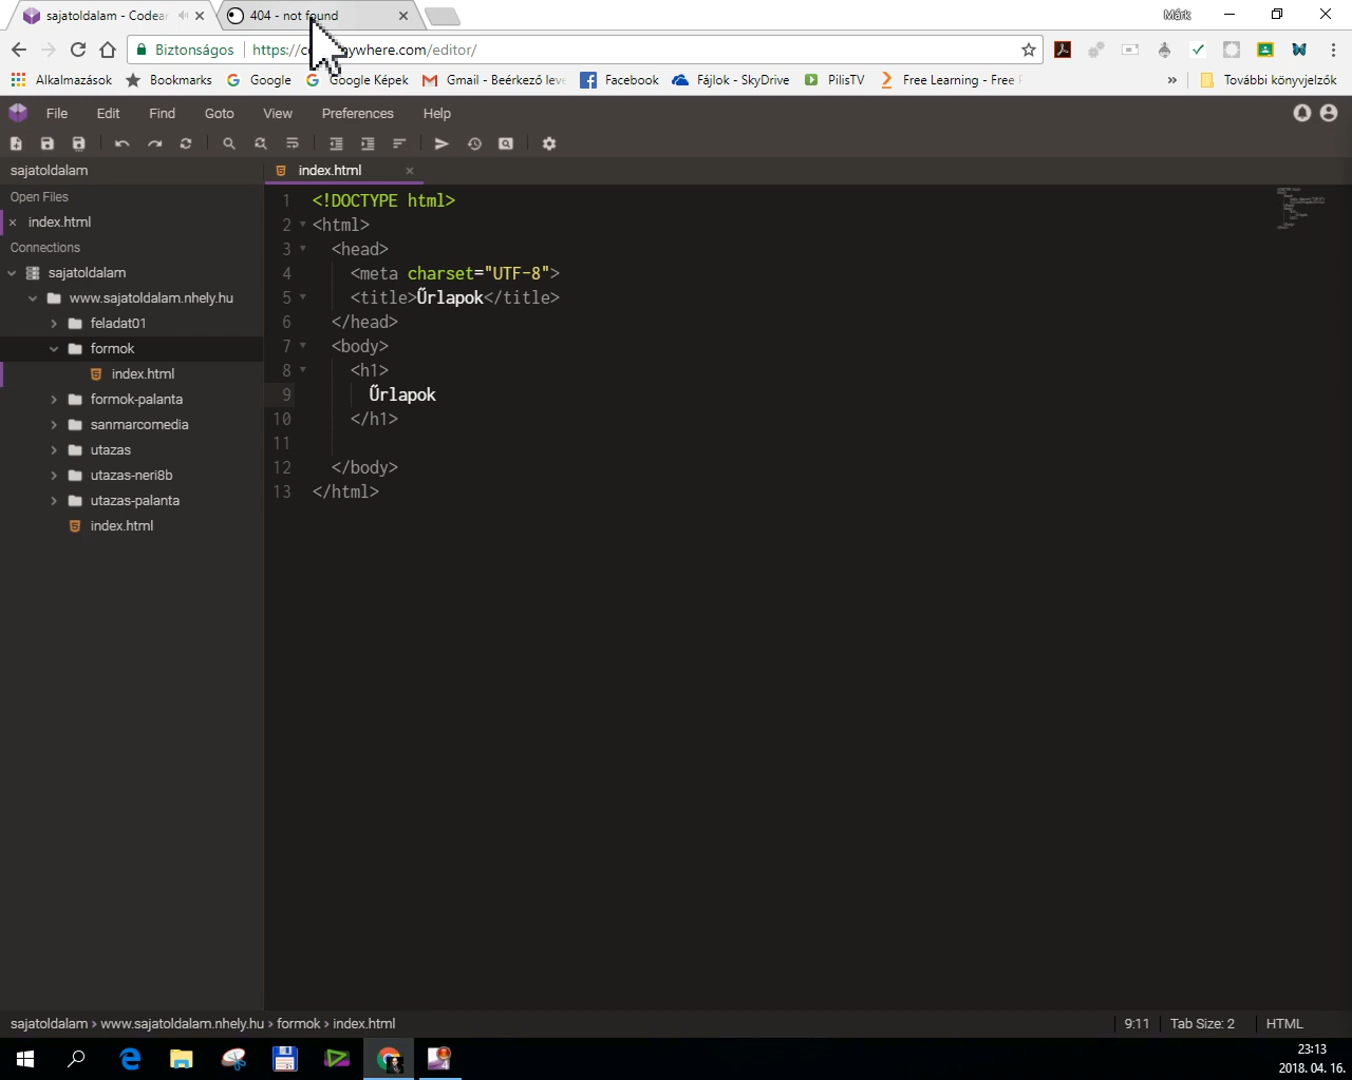 sajatoldalam - Codea
404 - not found
Márk
Biztonságos
https://co ywhere.com/editor/
Alkalmazások
Bookmarks
Google
Google Képek
Gmail - Beérkező leve
Facebook
Fájlok - SkyDrive
PilisTV
Free Learning - Free
»
További könyvjelzők
File Edit Find Goto View Preferences Help
sajatoldalam
index.html
Open Files
index.html
Connections
sajatoldalam
www.sajatoldalam.nhely.hu
feladat01
formok
index.html
formok-palanta
sanmarcomedia
utazas
utazas-neri8b
utazas-palanta
index.html
1 <!DOCTYPE html>
2 <html>
3 <head>
4 <meta charset="UTF-8">
5 <title>Űrlapok</title>
6 </head>
7 <body>
8 <h1>
9 Űrlapok
10 </h1>
11
12 </body>
13 </html>
sajatoldalam > www.sajatoldalam.nhely.hu > formok > index.html
9:11
Tab Size: 2
HTML
23:13
2018. 04. 16.